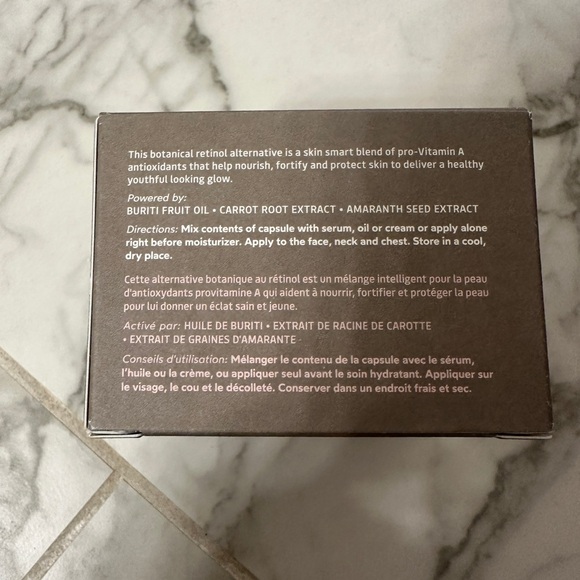 This botanical retinol alternative is a skin smart blend of pro-Vitamin A
antioxidants that help nourish, fortify and protect skin to deliver a healthy
youthful looking glow.
Powered by:
BURITI FRUIT OIL • CARROT ROOT EXTRACT • AMARANTH SEED EXTRACT
Directions: Mix contents of capsule with serum, oil or cream or apply alone
right before moisturizer. Apply to the face, neck and chest. Store in a cool,
dry place.
Cette alternative botanique au rétinol est un mélange intelligent pour la peau
d'antioxydants provitamine A qui aident à nourrir, fortifier et protéger la peau
pour lui donner un éclat sain et jeune.
Activé par: HUILE DE BURITI • EXTRAIT DE RACINE DE CAROTTE
• EXTRAIT DE GRAINES D'AMARANTE
Conseils d'utilisation: Mélanger le contenu de la capsule avec le sérum,
l'huile ou la crème, ou appliquer seul avant le soin hydratant. Appliquer sur
le visage, le cou et le décolleté. Conserver dans un endroit frais et sec.